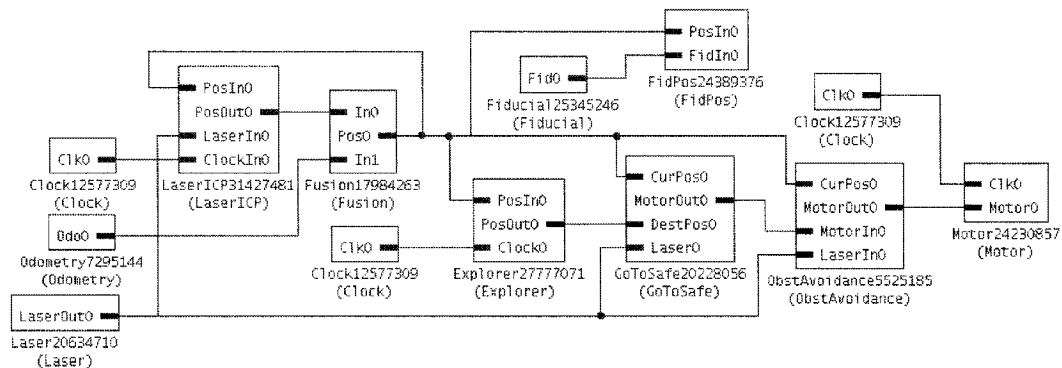 PosIn0
FidIn0
FidPos24389376
(FidPos)
Fid0
Fiducial25345246
(Fiducial)
PosIn0
PosOut0
LaserIn0
ClockIn0
LaserICP31427481
(LaserICP)
In0
Pos0
In1
Fusion17984263
(Fusion)
Clk0
Clock12577309
(Clock)
Clk0
Clock12577309
(Clock)
Odo0
Odometry7295144
(Odometry)
LaserOut0
Laser20634710
(Laser)
Clk0
Clock12577309
(Clock)
PosIn0
PosOut0
Clock0
Explorer27777071
(Explorer)
CurPos0
MotorOut0
DestPos0
Laser0
GoToSafe20228056
(GoToSafe)
CurPos0
MotorOut0
MotorIn0
LaserIn0
ObstAvoidance5525185
(ObstAvoidance)
Clk0
Motor0
Motor24230857
(Motor)